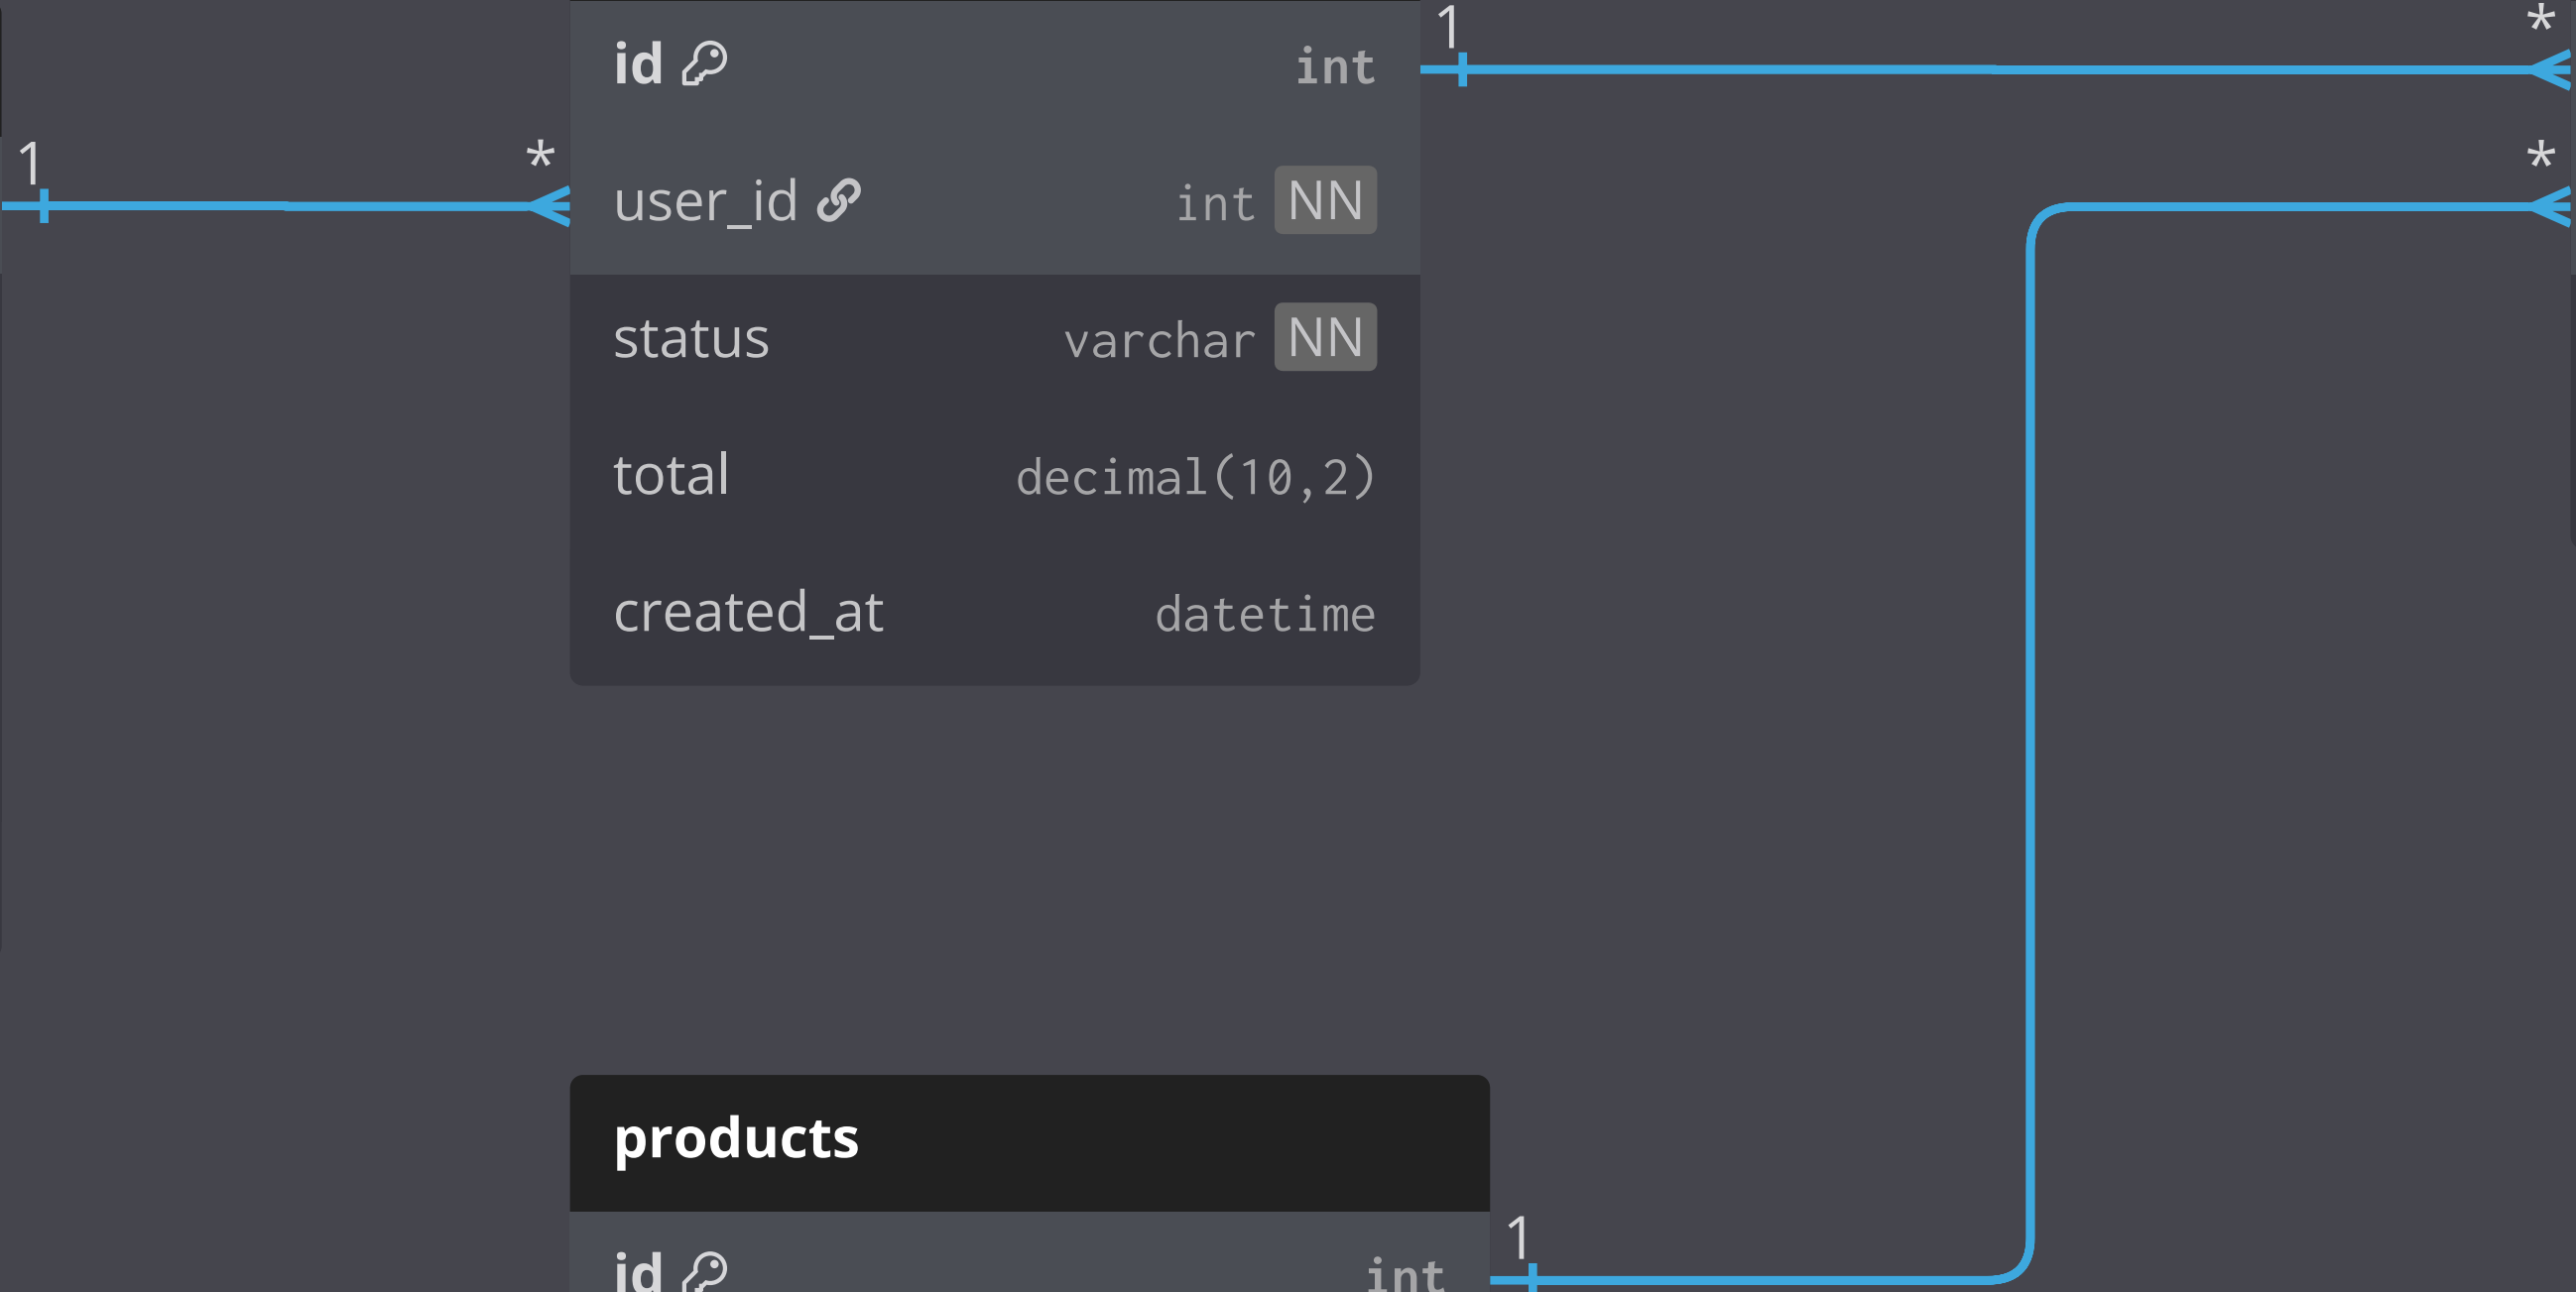 id int
1 *
1 *
user_id int NN
*
status varchar NN
total decimal(10,2)
created_at datetime
products
1
id int